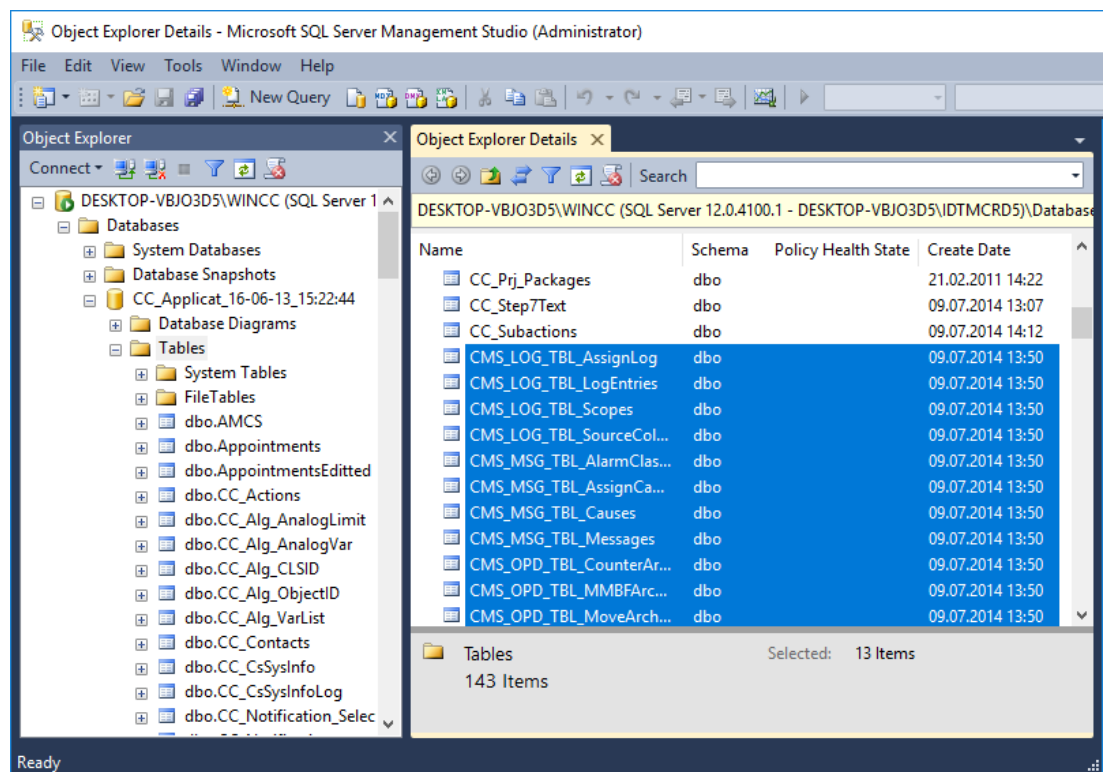 Object Explorer Details - Microsoft SQL Server Management Studio (Administrator)
File Edit View Tools Window Help
New Query
Object Explorer
Connect
DESKTOP-VBJO3D5\WINCC (SQL Server 1
Databases
System Databases
Database Snapshots
CC_Applicat_16-06-13_15:22:44
Database Diagrams
Tables
System Tables
FileTables
dbo.AMCS
dbo.Appointments
dbo.AppointmentsEditted
dbo.CC_Actions
dbo.CC_Alg_AnalogLimit
dbo.CC_Alg_AnalogVar
dbo.CC_Alg_CLSID
dbo.CC_Alg_ObjectID
dbo.CC_Alg_VarList
dbo.CC_Contacts
dbo.CC_CsSysInfo
dbo.CC_CsSysInfoLog
dbo.CC_Notification_Selec
Object Explorer Details
Search
DESKTOP-VBJO3D5\WINCC (SQL Server 12.0.4100.1 - DESKTOP-VBJO3D5\IDTMCRD5)\Database
Name Schema Policy Health State Create Date
CC_Prj_Packages dbo 21.02.2011 14:22
CC_Step7Text dbo 09.07.2014 13:07
CC_Subactions dbo 09.07.2014 14:12
CMS_LOG_TBL_AssignLog dbo 09.07.2014 13:50
CMS_LOG_TBL_LogEntries dbo 09.07.2014 13:50
CMS_LOG_TBL_Scopes dbo 09.07.2014 13:50
CMS_LOG_TBL_SourceCol... dbo 09.07.2014 13:50
CMS_MSG_TBL_AlarmClas... dbo 09.07.2014 13:50
CMS_MSG_TBL_AssignCa... dbo 09.07.2014 13:50
CMS_MSG_TBL_Causes dbo 09.07.2014 13:50
CMS_MSG_TBL_Messages dbo 09.07.2014 13:50
CMS_OPD_TBL_CounterAr... dbo 09.07.2014 13:50
CMS_OPD_TBL_MMBFArc... dbo 09.07.2014 13:50
CMS_OPD_TBL_MoveArch... dbo 09.07.2014 13:50
Tables Selected: 13 Items
143 Items
Ready